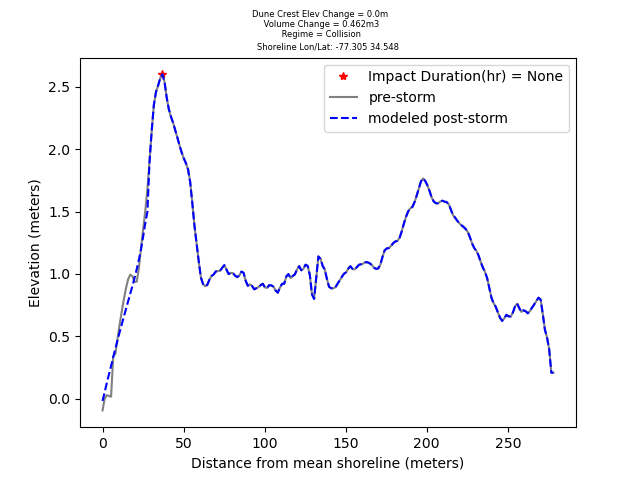 Dune Crest Elev Change = 0.0m
Volume Change = 0.462m3
Regime = Collision
Shoreline Lon/Lat: -77.305 34.548
Impact Duration(hr) = None
pre-storm
modeled post-storm
Elevation (meters)
2.5
2.0
1.5
1.0
0.5
0.0
0 50 100 150 200 250
Distance from mean shoreline (meters)